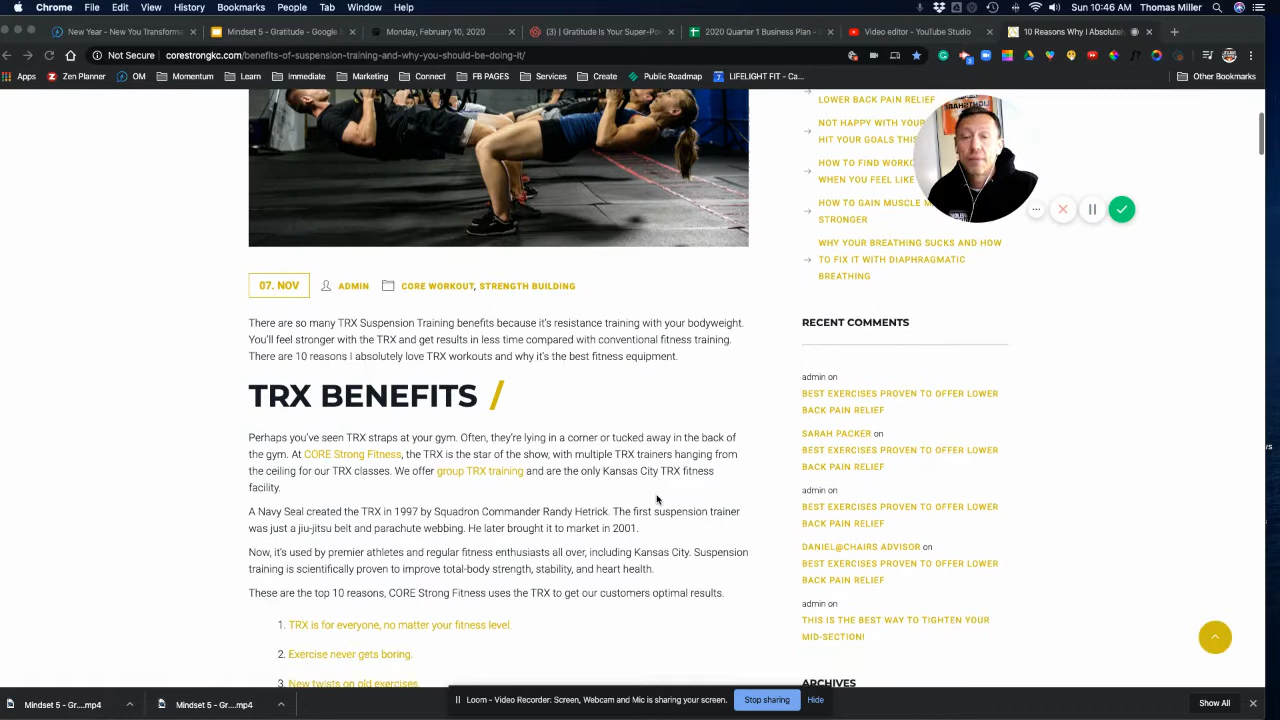 Chrome File Edit View History Bookmarks People Tab Window Help Sun 10:46 AM Thomas Miller
New Year - New You Transforma Mindset 5 - Gratitude - Google Monday, February 10, 2020 (3) | Gratitude Is Your Super-Po 2020 Quarter 1 Business Plan - Video editor - YouTube Studio 10 Reasons Why I Absolutely
Not Secure corestrongkc.com/benefits-of-suspension-training-and-why-you-should-be-doing-it/
Apps Zen Planner OM Immediate Leads Marketing Connect FB PAGES Services Create Public Roadmap LIFELIGHT FIT - Ca... Other Bookmarks
LOWER BACK PAIN RELIEF
NOT HAPPY WITH YOUR
HIT YOUR GOALS THIS
HOW TO FIND WORKO
WHEN YOU FEEL LIKE
HOW TO GAIN MUSCLE M
STRONGER
WHY YOUR BREATHING SUCKS AND HOW
TO FIX IT WITH DIAPHRAGMATIC
BREATHING
07. NOV ADMIN CORE WORKOUT, STRENGTH BUILDING
There are so many TRX Suspension Training benefits because it's resistance training with your bodyweight.
You'll feel stronger with the TRX and get results in less time compared with conventional fitness training.
There are 10 reasons I absolutely love TRX workouts and why it's the best fitness equipment.
TRX BENEFITS /
Perhaps you've seen TRX straps at your gym. Often, they're lying in a corner or tucked away in the back of
the gym. At CORE Strong Fitness, the TRX is the star of the show, with multiple TRX trainers hanging from
the ceiling for our TRX classes. We offer group TRX training and are the only Kansas City TRX fitness
facility.
A Navy Seal created the TRX in 1997 by Squadron Commander Randy Hetrick. The first suspension trainer
was just a jiu-jitsu belt and parachute webbing. He later brought it to market in 2001.
Now, it's used by premier athletes and regular fitness enthusiasts all over, including Kansas City. Suspension
training is scientifically proven to improve total-body strength, stability, and heart health.
These are the top 10 reasons, CORE Strong Fitness uses the TRX to get our customers optimal results.
1. TRX is for everyone, no matter your fitness level.
2. Exercise never gets boring.
3. New twists on old exercises.
RECENT COMMENTS
admin on
BEST EXERCISES PROVEN TO OFFER LOWER
BACK PAIN RELIEF
SARAH PACKER on
BEST EXERCISES PROVEN TO OFFER LOWER
BACK PAIN RELIEF
admin on
BEST EXERCISES PROVEN TO OFFER LOWER
BACK PAIN RELIEF
DANIEL@CHAIRS ADVISOR on
BEST EXERCISES PROVEN TO OFFER LOWER
BACK PAIN RELIEF
admin on
THIS IS THE BEST WAY TO TIGHTEN YOUR
MID-SECTION!
ARCHIVES
Loom - Video Recorder: Screen, Webcam and Mic is sharing your screen. Stop sharing Hide
Mindset 5 - Gr....mp4 Mindset 5 - Gr....mp4 Show All